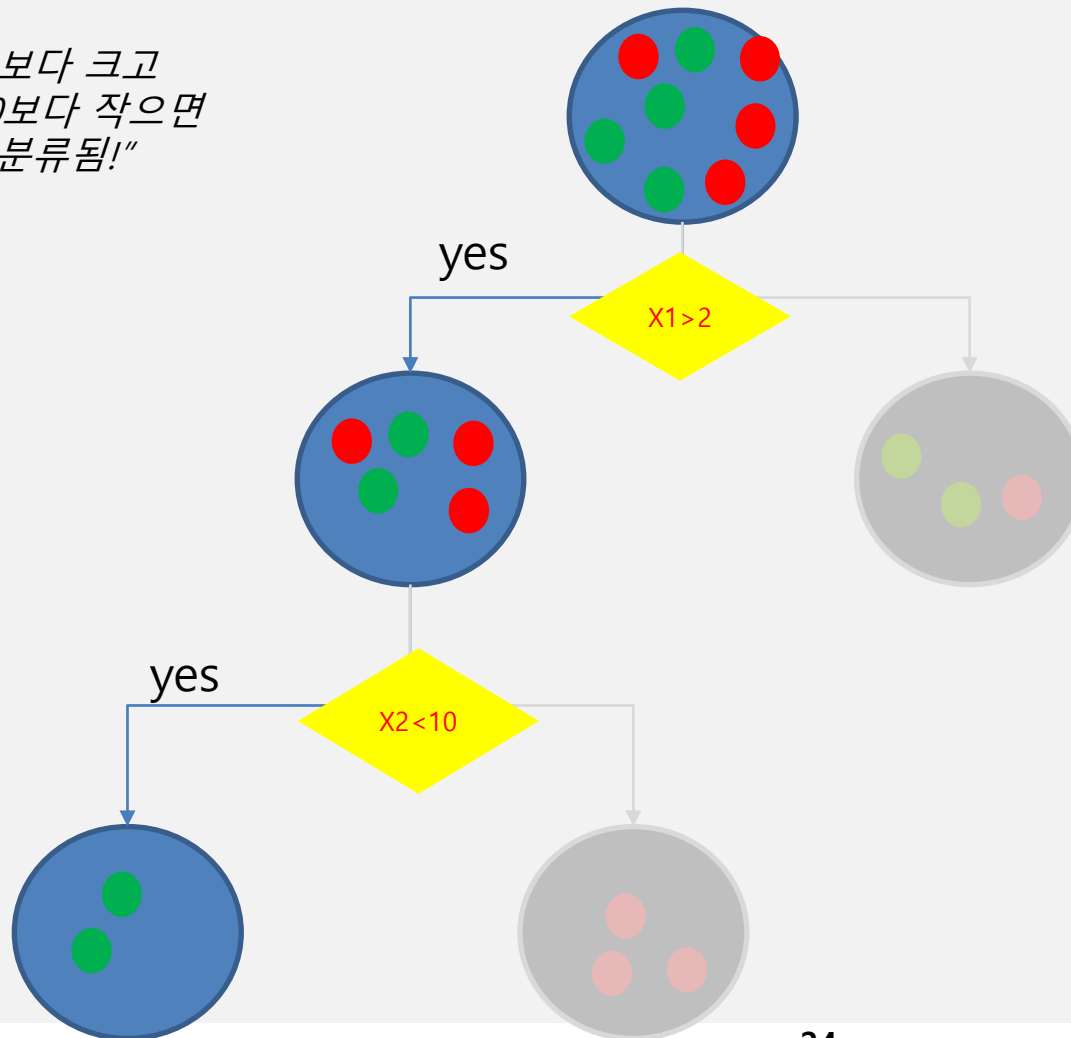 보다 크고
보다 작으면
분류됨!”
yes
X1>2
yes
X2<10